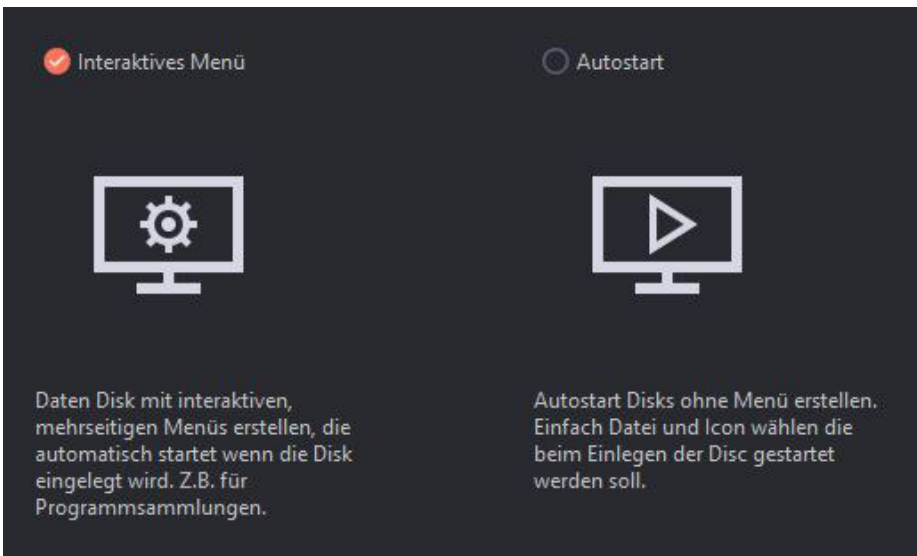 Interaktives Menü
Autostart
Daten Disk mit interaktiven,
mehrseitigen Menüs erstellen, die
automatisch startet wenn die Disk
eingelegt wird. Z.B. für
Programmsammlungen.
Autostart Disks ohne Menü erstellen.
Einfach Datei und Icon wählen die
beim Einlegen der Disc gestartet
werden soll.